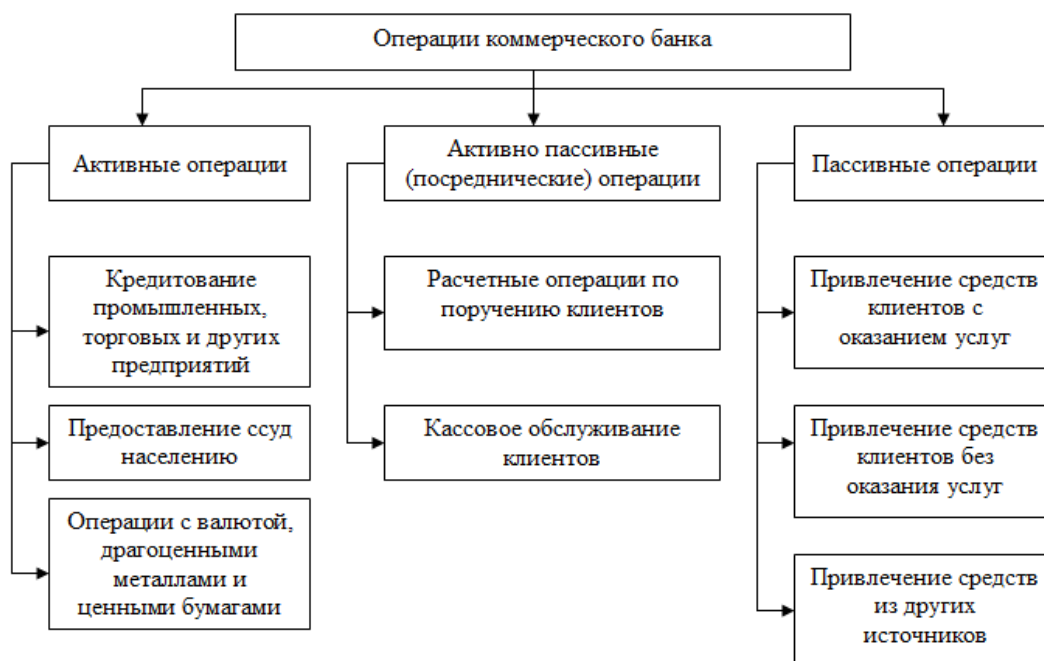 Операции коммерческого банка
Активные операции
Кредитование
промышленных,
торговых и других
предприятий
Предоставление ссуд
населению
Операции с валютой,
драгоценными
металлами и
ценными бумагами
Активно пассивные
(посреднические) операции
Расчетные операции по
поручению клиентов
Кассовое обслуживание
клиентов
Пассивные операции
Привлечение средств
клиентов с
оказанием услуг
Привлечение средств
клиентов без
оказания услуг
Привлечение средств
из других
источников